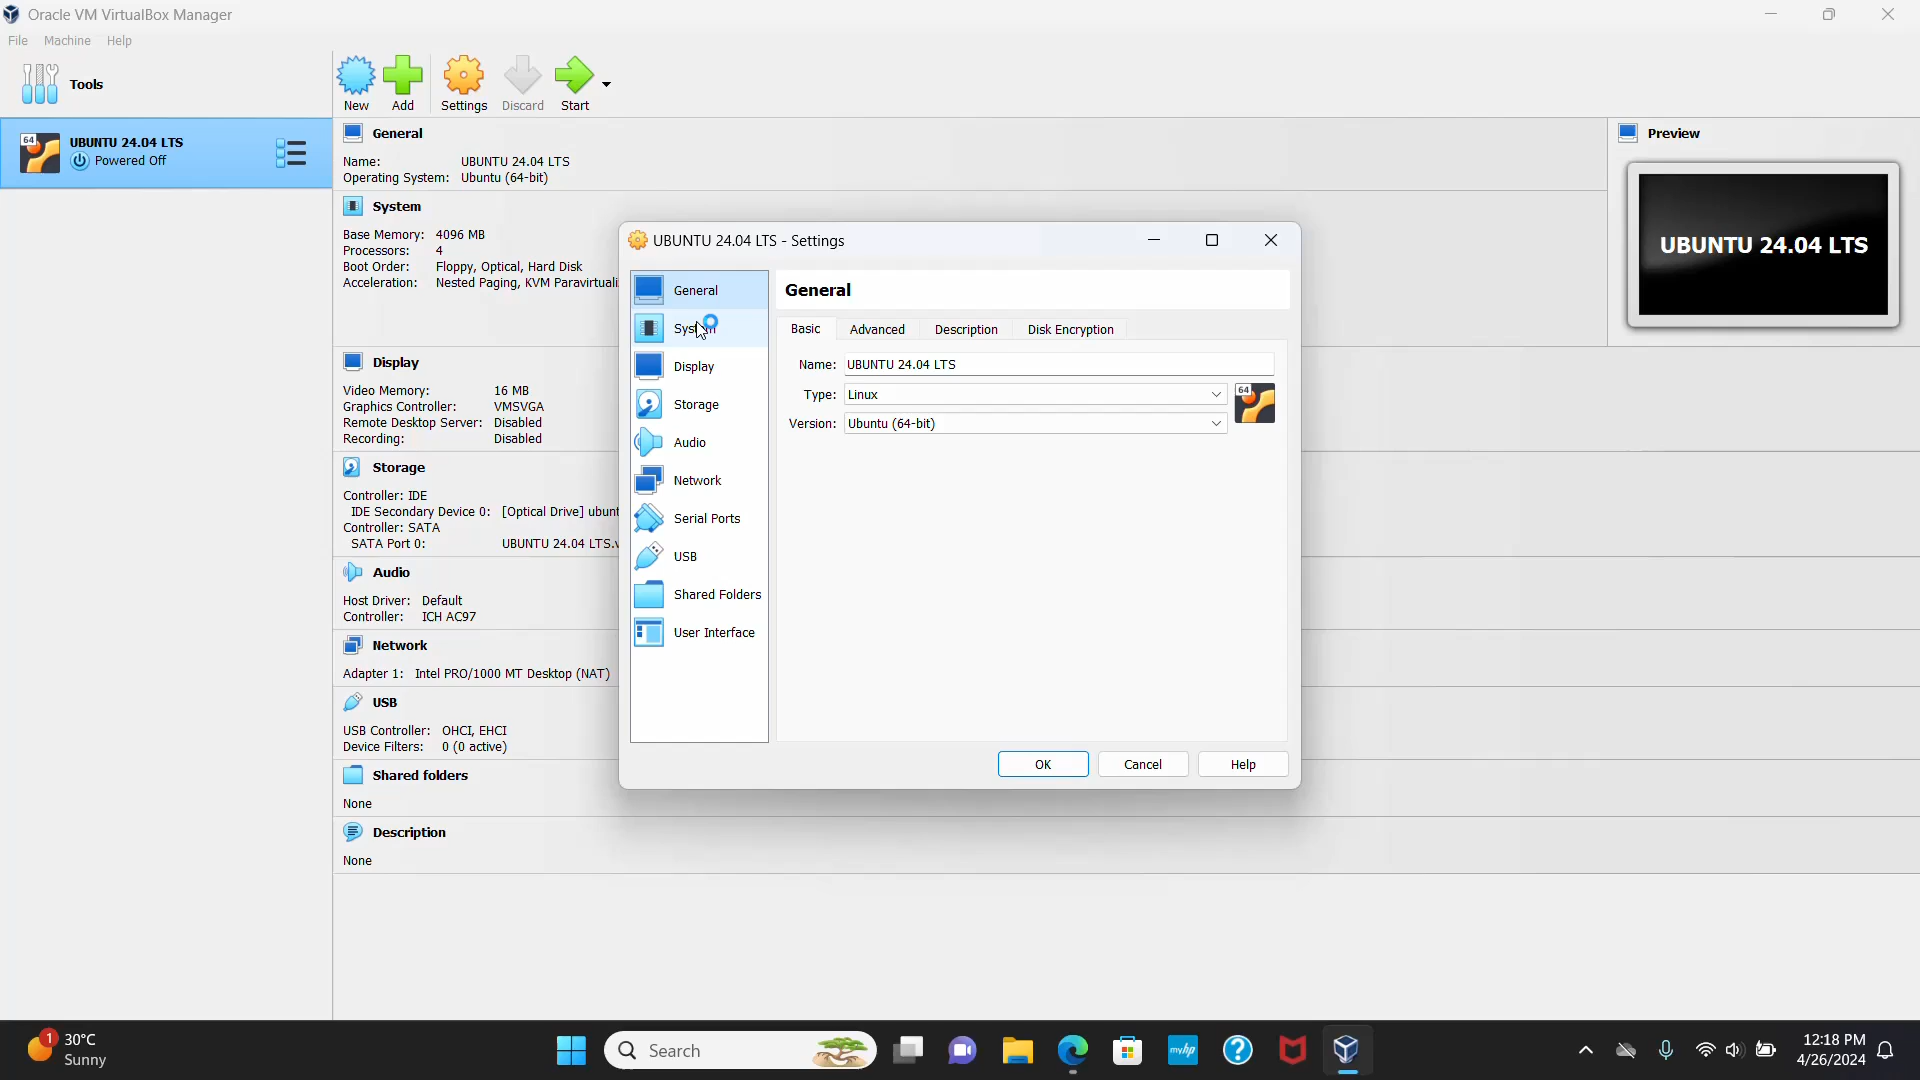 Oracle VM VirtualBox Manager
File Machine Help
Tools
New Add Settings Discard Start
64
UBUNTU 24.04 LTS
Powered Off
General
Name: UBUNTU 24.04 LTS
Operating System: Ubuntu (64-bit)
System
Base Memory: 4096 MB
Processors: 4
Boot Order: Floppy, Optical, Hard Disk
Acceleration: Nested Paging, KVM Paravirtuali
Display
Video Memory: 16 MB
Graphics Controller: VMSVGA
Remote Desktop Server: Disabled
Recording: Disabled
Storage
Controller: IDE
IDE Secondary Device 0: [Optical Drive] ubunt
Controller: SATA
SATA Port 0: UBUNTU 24.04 LTS.v
Audio
Host Driver: Default
Controller: ICH AC97
Network
Adapter 1: Intel PRO/1000 MT Desktop (NAT)
USB
USB Controller: OHCI, EHCI
Device Filters: 0 (0 active)
Shared folders
None
Description
None
Preview
UBUNTU 24.04 LTS
UBUNTU 24.04 LTS - Settings
General
System
Display
Storage
Audio
Network
Serial Ports
USB
Shared Folders
User Interface
General
Basic Advanced Description Disk Encryption
Name: UBUNTU 24.04 LTS
Type: Linux
Version: Ubuntu (64-bit)
64
OK Cancel Help
1
30°C
Sunny
Search
myhp
12:18 PM
4/26/2024